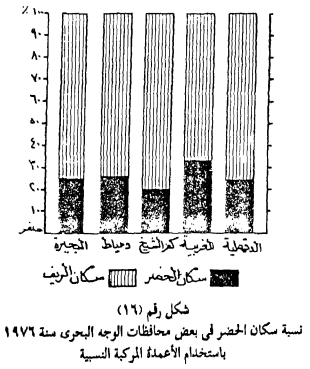 ٪
١٠٠
٩٠
٨٠
٧٠
٦٠
٥٠
٤٠
٣٠
٢٠
١٠
صفر
الدقهلية الغربية كفر الشيخ دمياط البحيرة
سكان الحضر سكان الريف
شكل رقم (١٦)
نسبة سكان الحضر فى بعض محافظات الوجه البحرى سنة ١٩٧٦
باستخدام الأعمدة المركبة النسبية